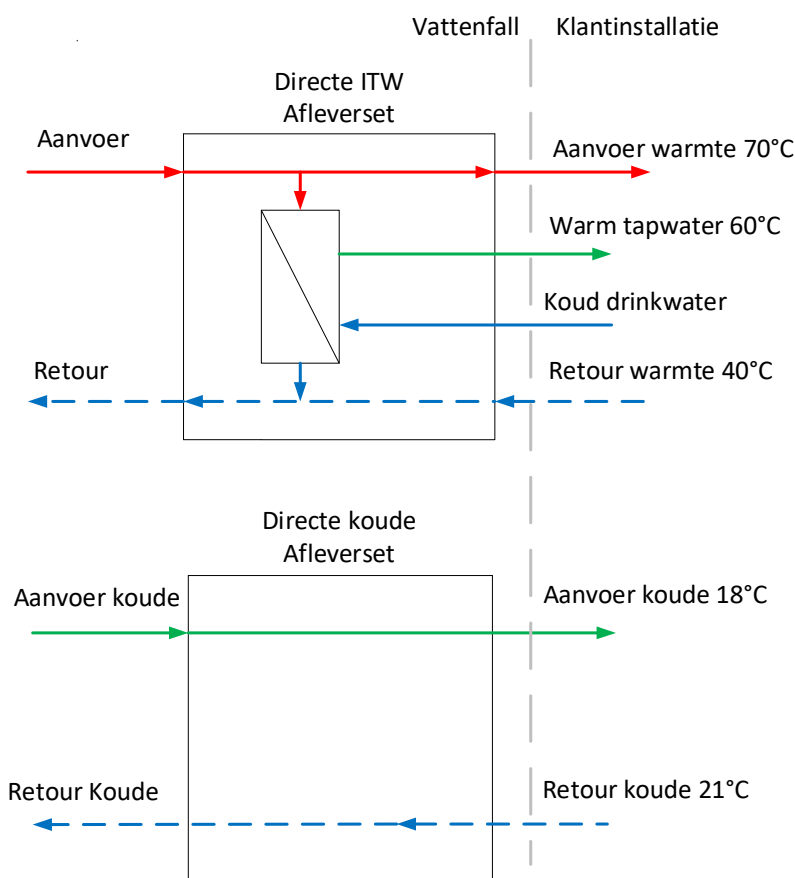 Vattenfall
Klantinstallatie
Directe ITW
Afleverset
Aanvoer
Aanvoer warmte 70°C
Warm tapwater 60°C
Koud drinkwater
Retour
Retour warmte 40°C
Directe koude
Afleverset
Aanvoer koude
Aanvoer koude 18°C
Retour Koude
Retour koude 21°C